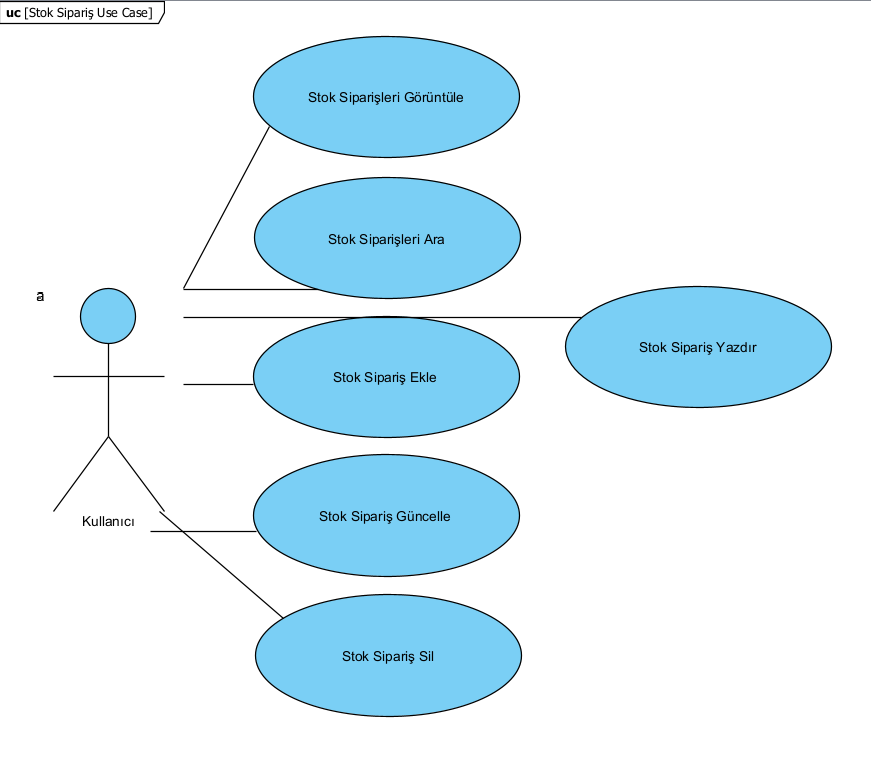 uc [Stok Sipariş Use Case]
Stok Siparişleri Görüntüle
Stok Siparişleri Ara
Stok Sipariş Yazdır
Stok Sipariş Ekle
Stok Sipariş Güncelle
Kullanıcı
Stok Sipariş Sil